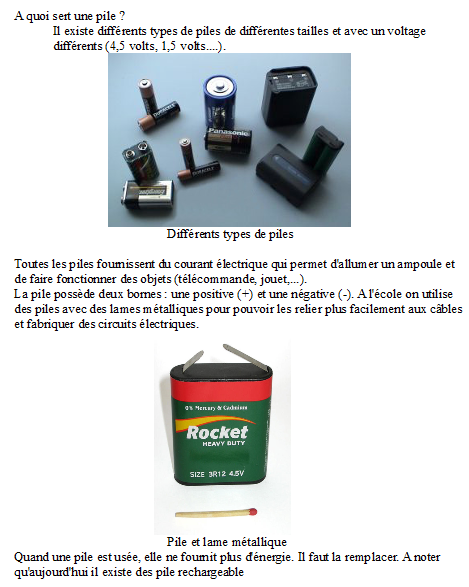 A quoi sert une pile ?
Il existe différents types de piles de différentes tailles et avec un voltage
différents (4,5 volts, 1,5 volts....).
DURACELL
Panasonic
Différents types de piles
Toutes les piles fournissent du courant électrique qui permet d'allumer un ampoule et
de faire fonctionner des objets (télécommande, jouet,...).
La pile possède deux bornes : une positive (+) et une négative (-). A l'école on utilise
des piles avec des lames métalliques pour pouvoir les relier plus facilement aux câbles
et fabriquer des circuits électriques.
0% Mercury & Cadmium
Rocket
HEAVY DUTY
SIZE 3R12 4.5V
Pile et lame métallique
Quand une pile est usée, elle ne fournit plus d'énergie. Il faut la remplacer. A noter
qu'aujourd'hui il existe des pile rechargeable